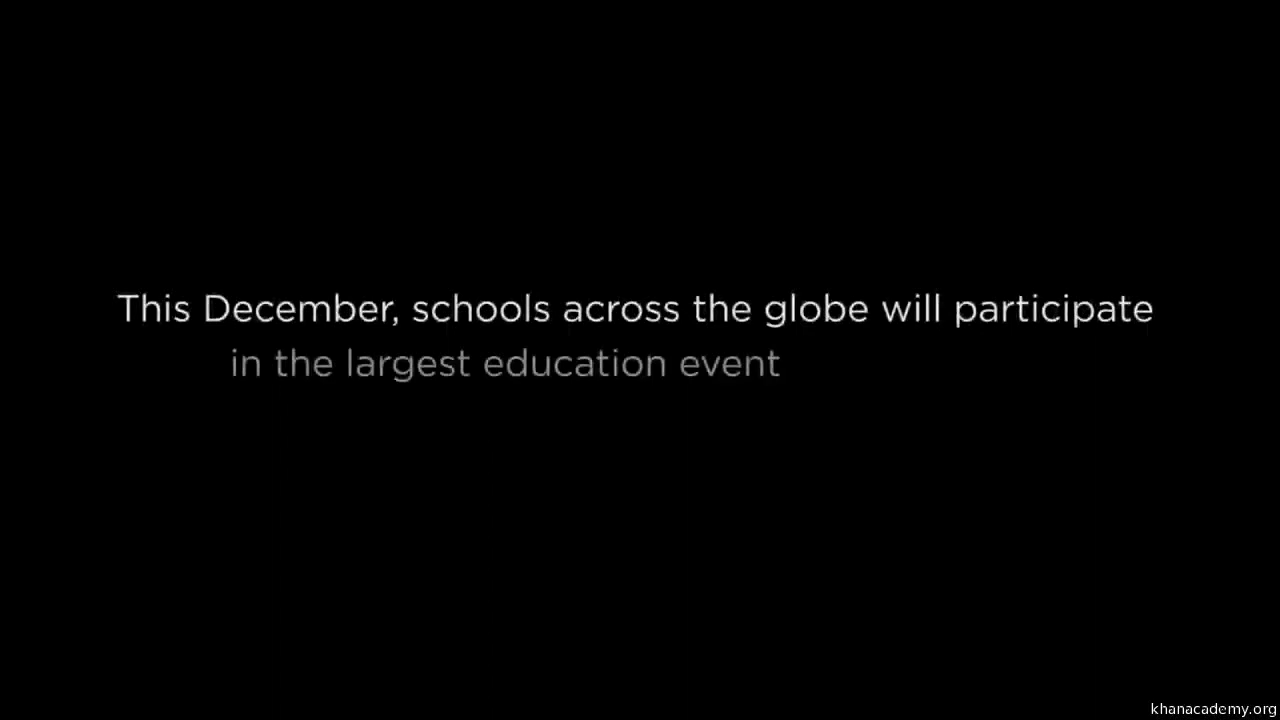 This December, schools across the globe will participate
in the largest education event
khanacademy.org